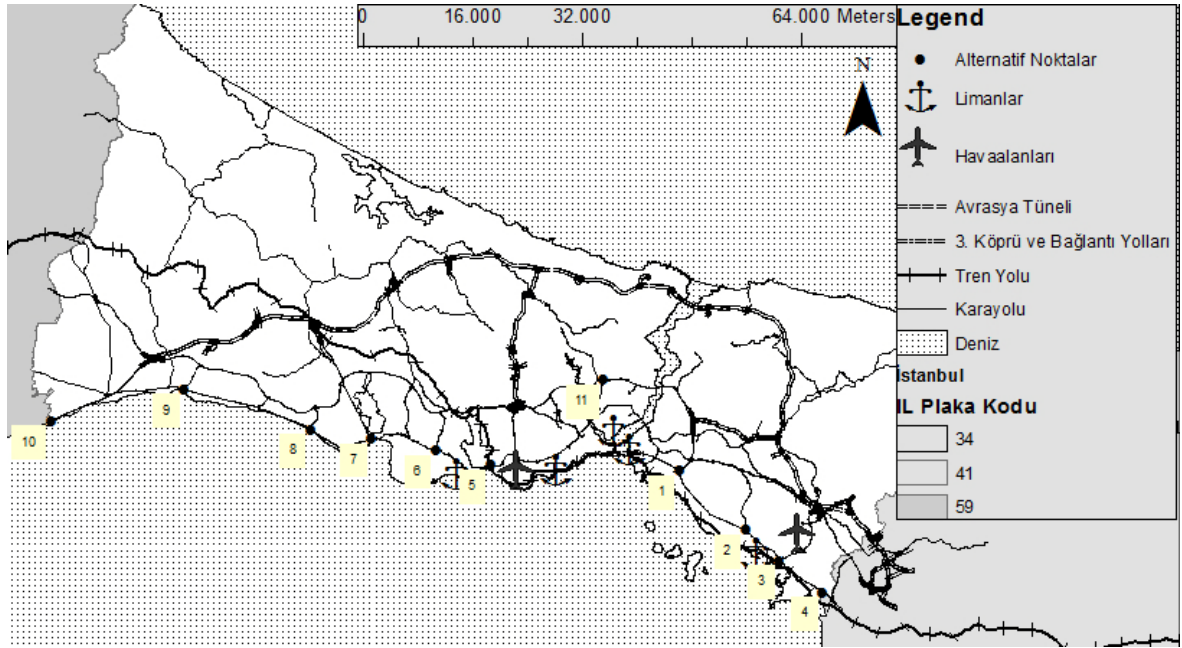 0 16.000 32.000 64.000 Meters
N
Legend
Alternatif Noktalar
Limanlar
Havaalanları
Avrasya Tüneli
3. Köprü ve Bağlantı Yolları
Tren Yolu
Karayolu
Deniz
İstanbul
İL Plaka Kodu
34
41
59
11
9
10
8
7
6
5
1
2
3
4